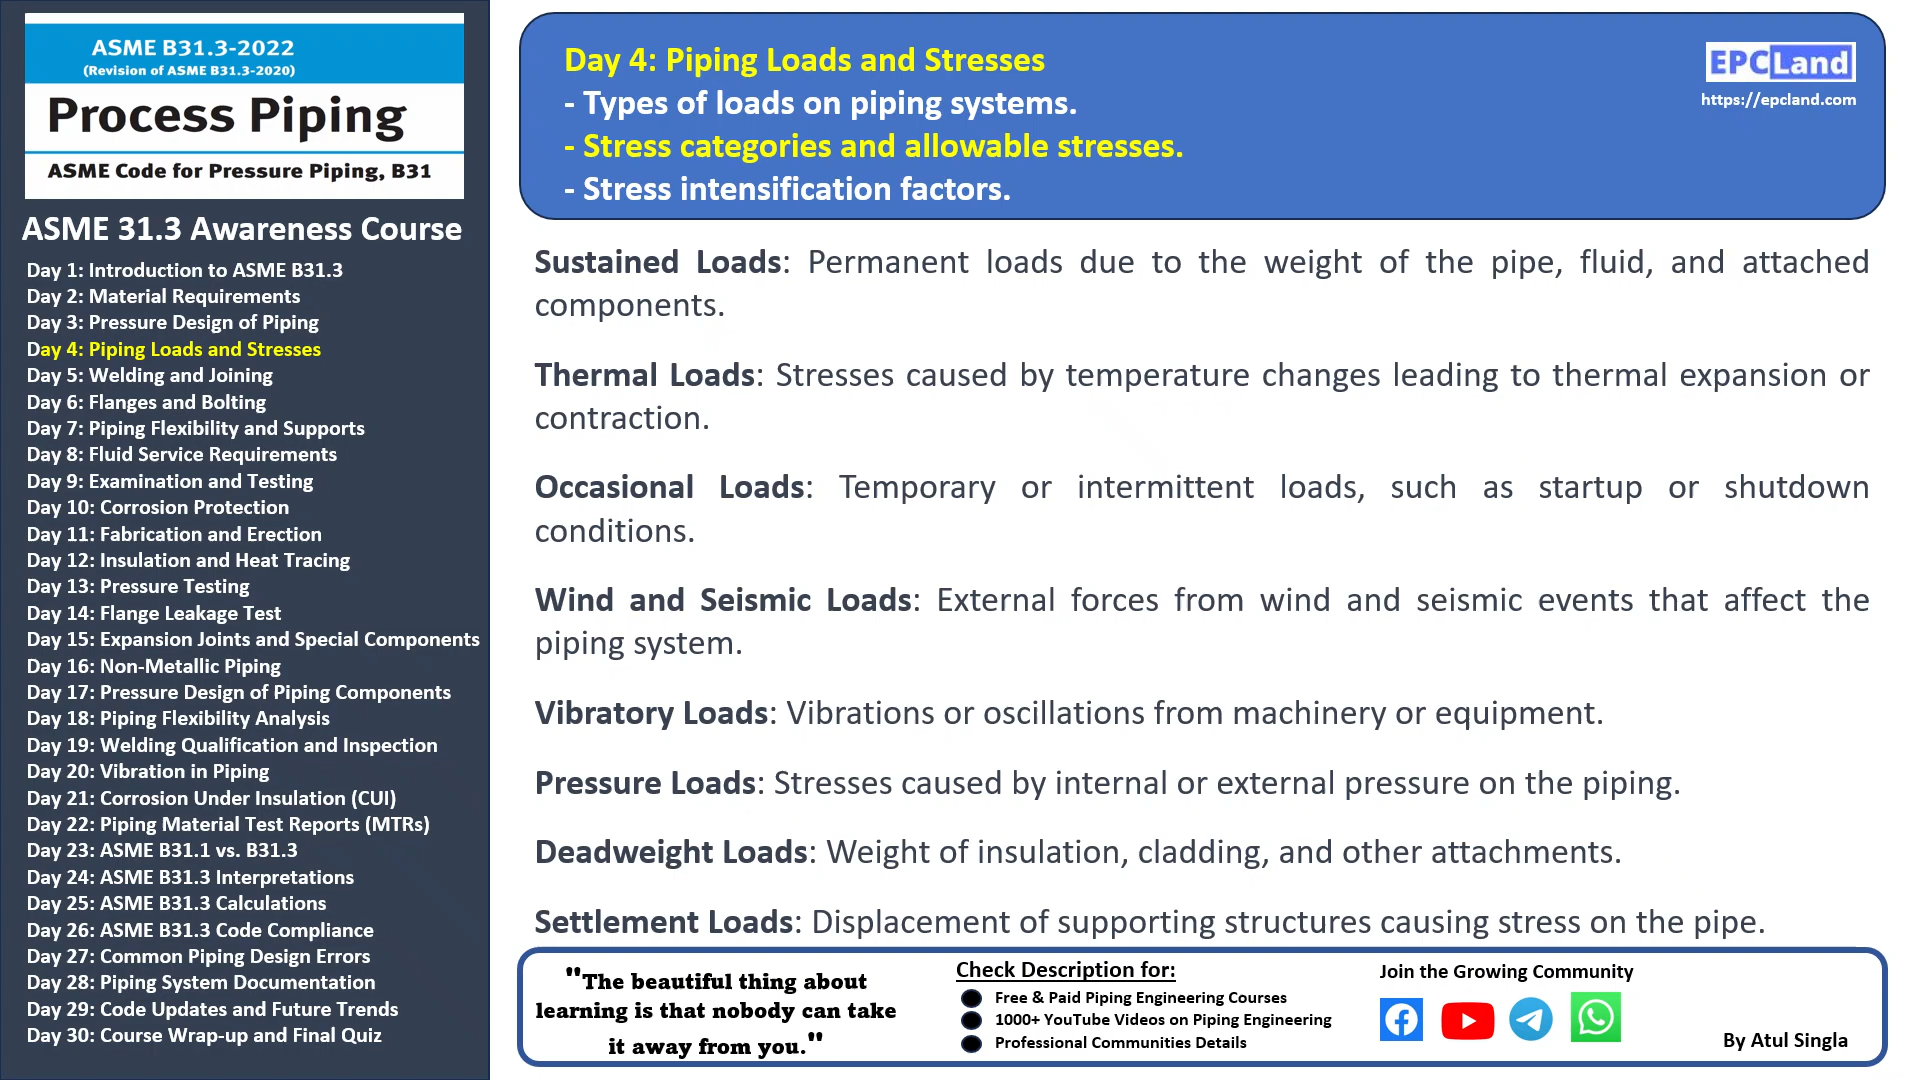 ASME B31.3-2022
(Revision of ASME B31.3-2020)
Process Piping
ASME Code for Pressure Piping, B31
ASME 31.3 Awareness Course
Day 1: Introduction to ASME B31.3
Day 2: Material Requirements
Day 3: Pressure Design of Piping
Day 4: Piping Loads and Stresses
Day 5: Welding and Joining
Day 6: Flanges and Bolting
Day 7: Piping Flexibility and Supports
Day 8: Fluid Service Requirements
Day 9: Examination and Testing
Day 10: Corrosion Protection
Day 11: Fabrication and Erection
Day 12: Insulation and Heat Tracing
Day 13: Pressure Testing
Day 14: Flange Leakage Test
Day 15: Expansion Joints and Special Components
Day 16: Non-Metallic Piping
Day 17: Pressure Design of Piping Components
Day 18: Piping Flexibility Analysis
Day 19: Welding Qualification and Inspection
Day 20: Vibration in Piping
Day 21: Corrosion Under Insulation (CUI)
Day 22: Piping Material Test Reports (MTRs)
Day 23: ASME B31.1 vs. B31.3
Day 24: ASME B31.3 Interpretations
Day 25: ASME B31.3 Calculations
Day 26: ASME B31.3 Code Compliance
Day 27: Common Piping Design Errors
Day 28: Piping System Documentation
Day 29: Code Updates and Future Trends
Day 30: Course Wrap-up and Final Quiz
Day 4: Piping Loads and Stresses
- Types of loads on piping systems.
- Stress categories and allowable stresses.
- Stress intensification factors.
EPCLand
https://epcland.com
Sustained Loads: Permanent loads due to the weight of the pipe, fluid, and attached
components.
Thermal Loads: Stresses caused by temperature changes leading to thermal expansion or
contraction.
Occasional Loads: Temporary or intermittent loads, such as startup or shutdown
conditions.
Wind and Seismic Loads: External forces from wind and seismic events that affect the
piping system.
Vibratory Loads: Vibrations or oscillations from machinery or equipment.
Pressure Loads: Stresses caused by internal or external pressure on the piping.
Deadweight Loads: Weight of insulation, cladding, and other attachments.
Settlement Loads: Displacement of supporting structures causing stress on the pipe.
"The beautiful thing about
learning is that nobody can take
it away from you."
Check Description for:
Free & Paid Piping Engineering Courses
1000+ YouTube Videos on Piping Engineering
Professional Communities Details
Join the Growing Community
By Atul Singla